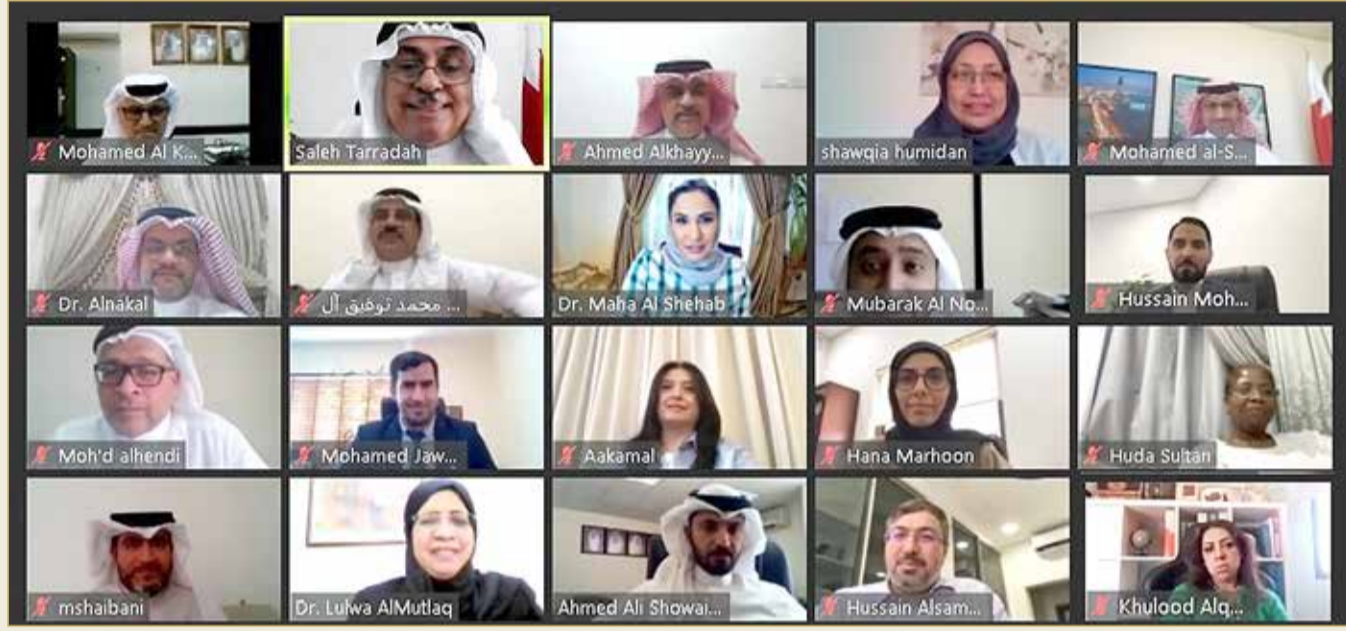 Mohamed Al K...
Saleh Tarradah
Ahmed Alkhayy...
shawqia humidan
Mohamed al-S...
Dr. Alnakal
محمد توفيق آل ...
Dr. Maha Al Shehab
Mubarak Al No...
Hussain Moh...
Moh'd alhendi
Mohamed Jaw...
Aakamal
Hana Marhoon
Huda Sultan
mshaibani
Dr. Lulwa AlMutlaq
Ahmed Ali Showai...
Hussain Alsam...
Khulood Alq...